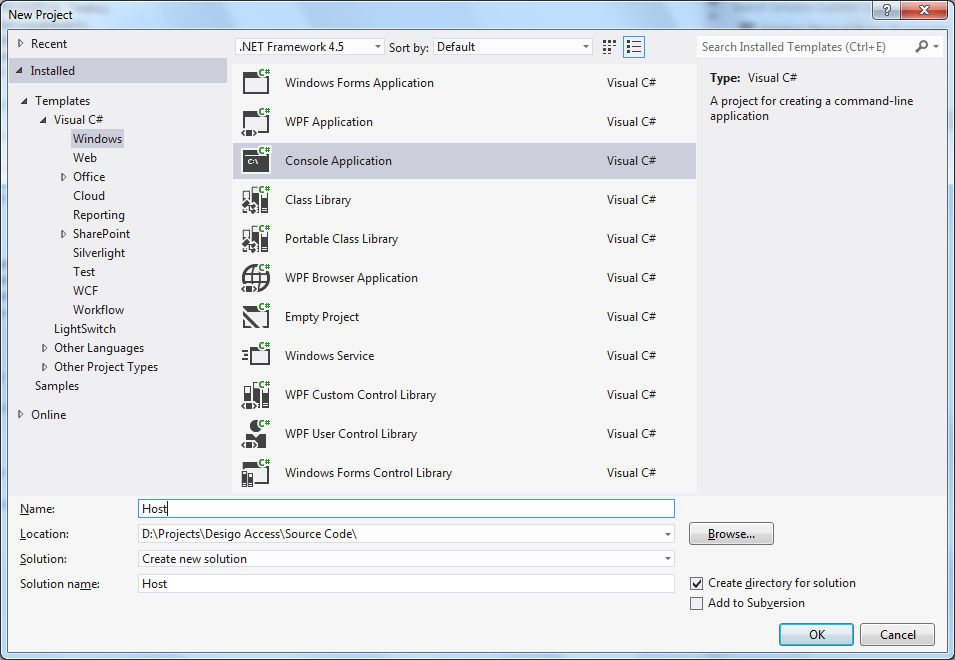 New Project
?
Recent
Installed
Templates
Visual C#
Windows
Web
Office
Cloud
Reporting
SharePoint
Silverlight
Test
WCF
Workflow
LightSwitch
Other Languages
Other Project Types
Samples
Online
.NET Framework 4.5 Sort by: Default
C# Windows Forms Application Visual C#
C# WPF Application Visual C#
C# C:\ Console Application Visual C#
C# Class Library Visual C#
C# Portable Class Library Visual C#
C# WPF Browser Application Visual C#
C# Empty Project Visual C#
C# Windows Service Visual C#
C# WPF Custom Control Library Visual C#
C# WPF User Control Library Visual C#
C# Windows Forms Control Library Visual C#
Search Installed Templates (Ctrl+E)
Type: Visual C#
A project for creating a command-line
application
Name: Host
Location: D:\Projects\Desigo Access\Source Code\ Browse...
Solution: Create new solution
Solution name: Host
Create directory for solution
Add to Subversion
OK Cancel